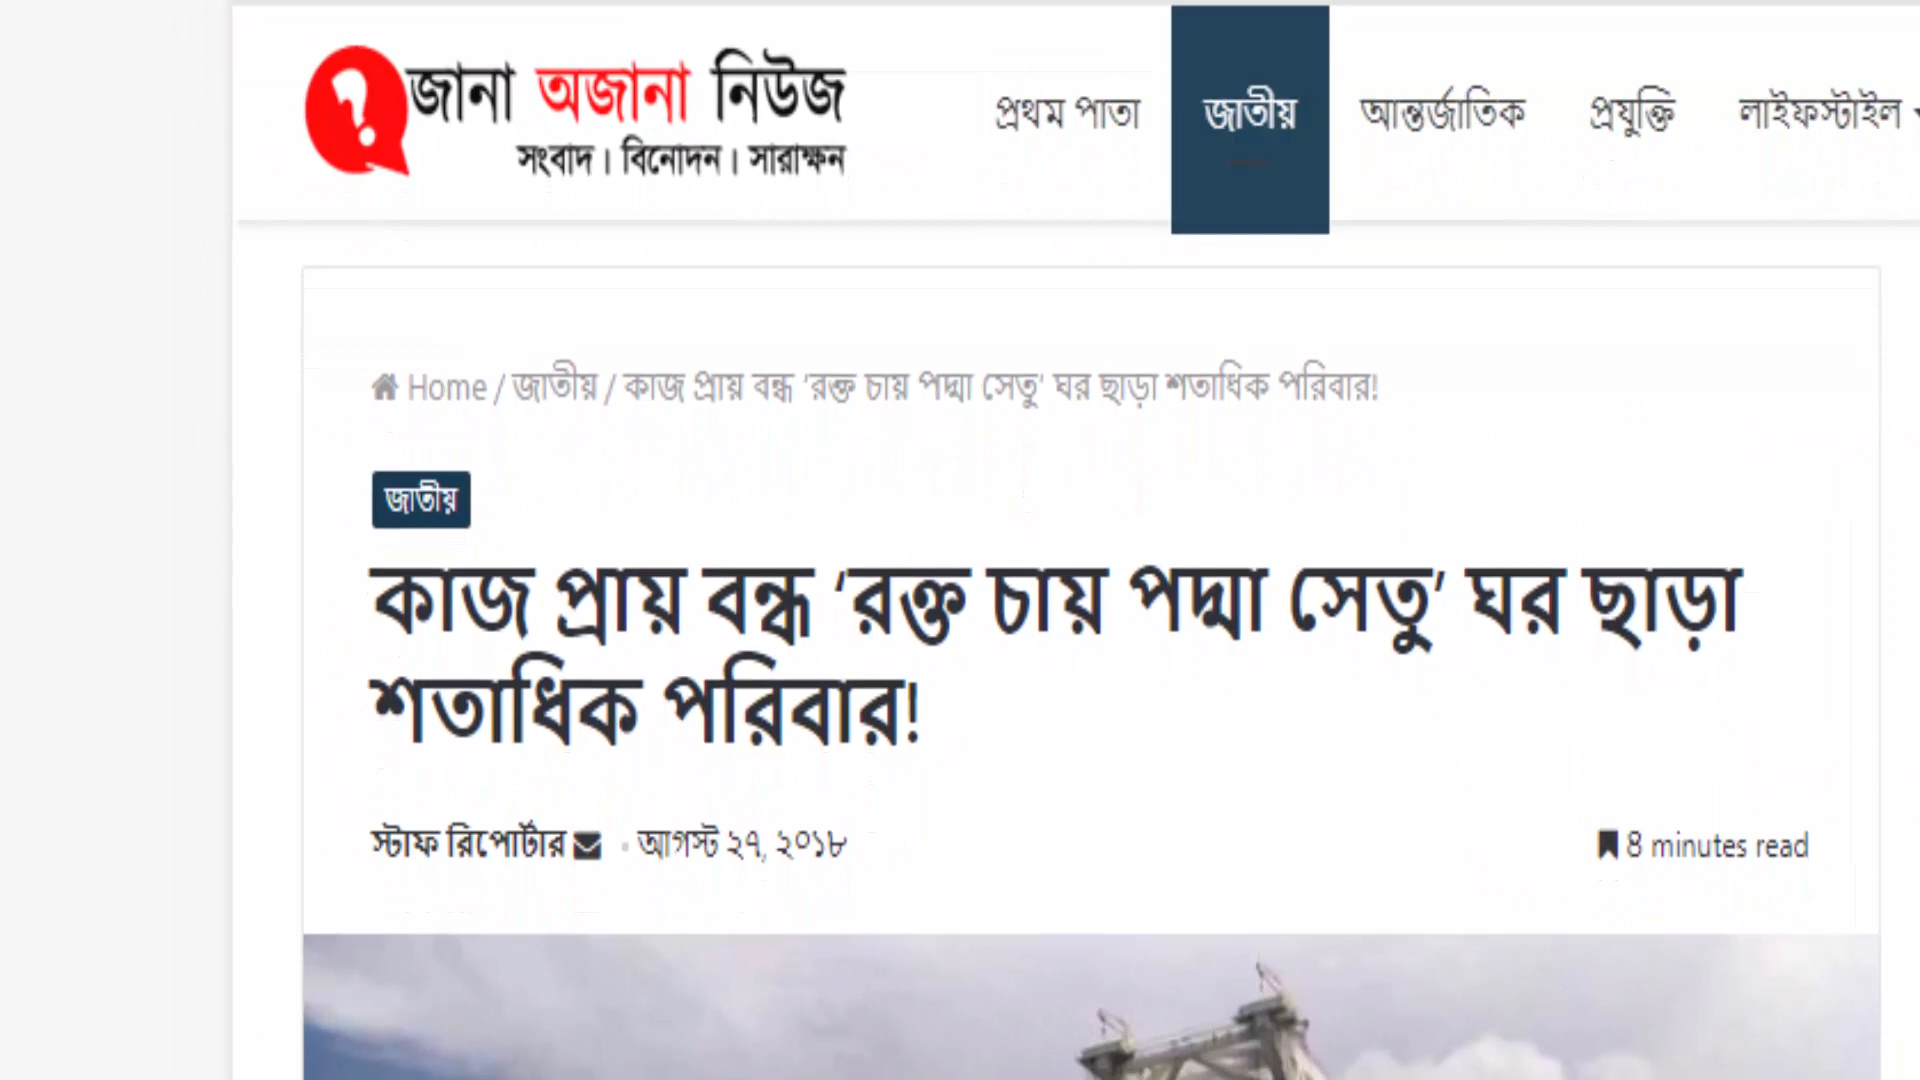 জানা অজানা নিউজ
সংবাদ। বিনোদন। সারাক্ষন
প্রথম পাতা জাতীয় আন্তর্জাতিক প্রযুক্তি লাইফস্টাইল
Home / জাতীয় / কাজ প্রায় বন্ধ ‘রক্ত চায় পদ্মা সেতু’ ঘর ছাড়া শতাধিক পরিবার!
জাতীয়
কাজ প্রায় বন্ধ ‘রক্ত চায় পদ্মা সেতু’ ঘর ছাড়া
শতাধিক পরিবার!
স্টাফ রিপোর্টার আগস্ট ২৭, ২০১৮ 8 minutes read